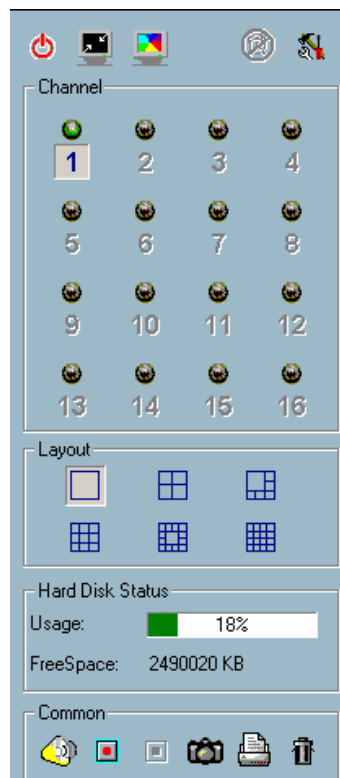 Channel
1 2 3 4
5 6 7 8
9 10 11 12
13 14 15 16
Layout
Hard Disk Status
Usage: 18%
FreeSpace: 2490020 KB
Common